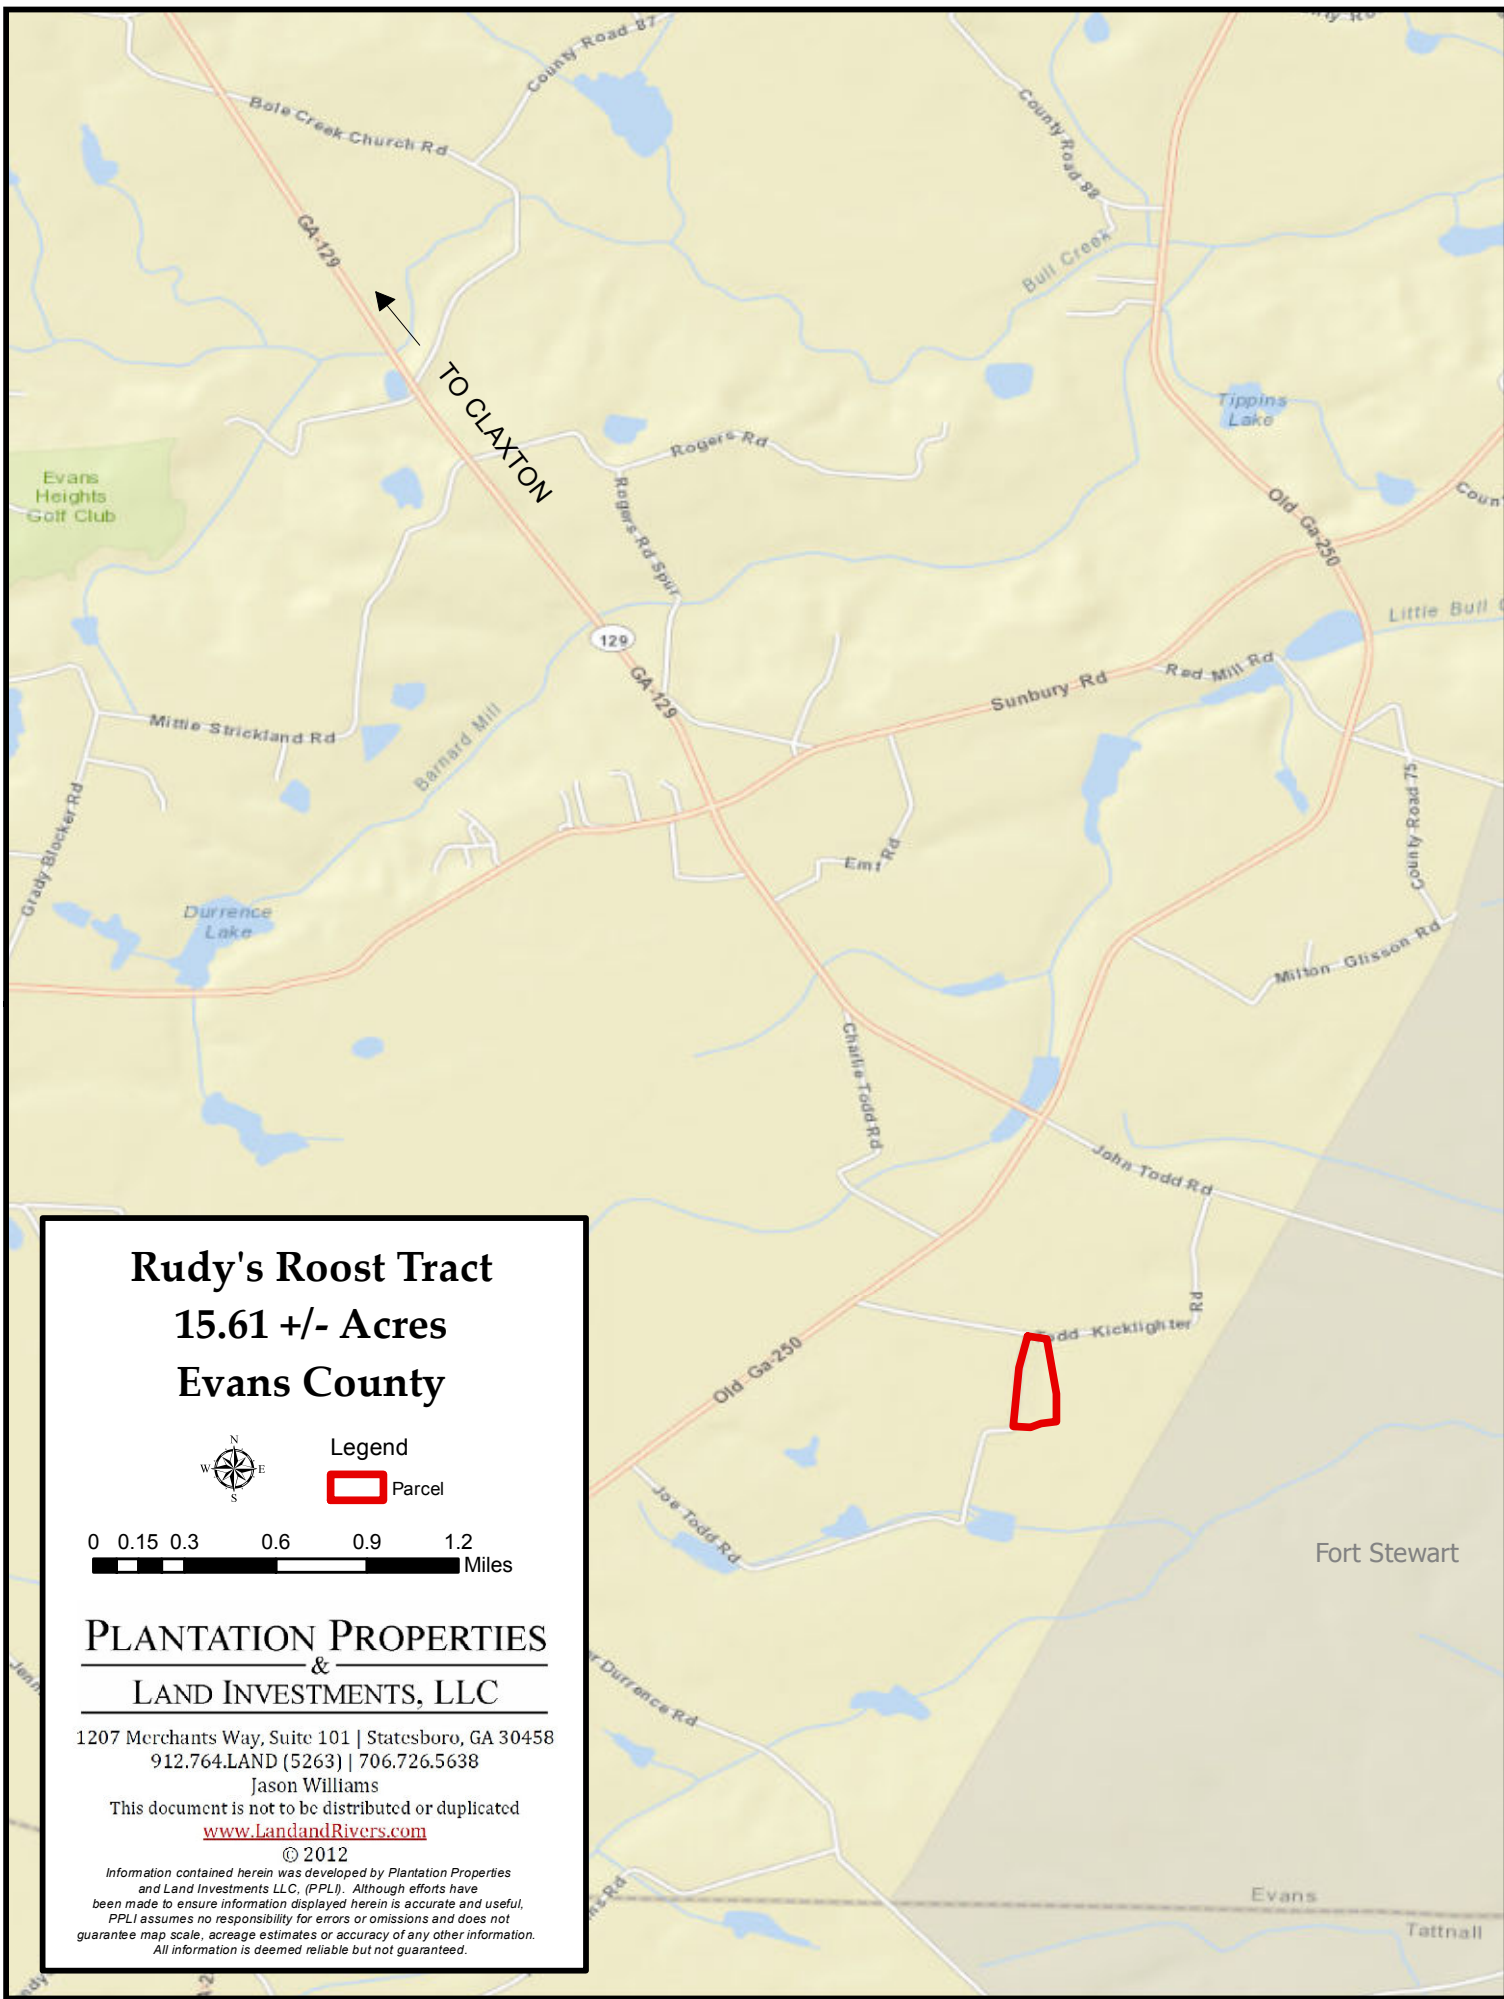 County Road 87
Bole Creek Church Rd
County Road 88
GA-129
Bull Creek
TO CLAXTON
Tippins
Lake
Rogers Rd
Evans
Heights
Golf Club
Rogers Rd Spur
Old Ga-250
Coun
Little Bull
129
GA-129
Red Mill Rd
Sunbury Rd
Mittie Strickland Rd
Barnard Mill
County Road 75
Grady Blocker Rd
Emt Rd
Durrence
Lake
Milton Glisson Rd
Charlie Todd Rd
John Todd Rd
Todd Kicklighter Rd
Old Ga-250
Joe Todd Rd
Fort Stewart
r Durrence Rd
Jenn
Evans
Tattnall
ns Rd
Rudy's Roost Tract
15.61 +/- Acres
Evans County
N
W E
S
Legend
Parcel
0 0.15 0.3 0.6 0.9 1.2
Miles
PLANTATION PROPERTIES
&
LAND INVESTMENTS, LLC
1207 Merchants Way, Suite 101 | Statesboro, GA 30458
912.764.LAND (5263) | 706.726.5638
Jason Williams
This document is not to be distributed or duplicated
www.LandandRivers.com
© 2012
Information contained herein was developed by Plantation Properties
and Land Investments LLC, (PPLI). Although efforts have
been made to ensure information displayed herein is accurate and useful,
PPLI assumes no responsibility for errors or omissions and does not
guarantee map scale, acreage estimates or accuracy of any other information.
All information is deemed reliable but not guaranteed.